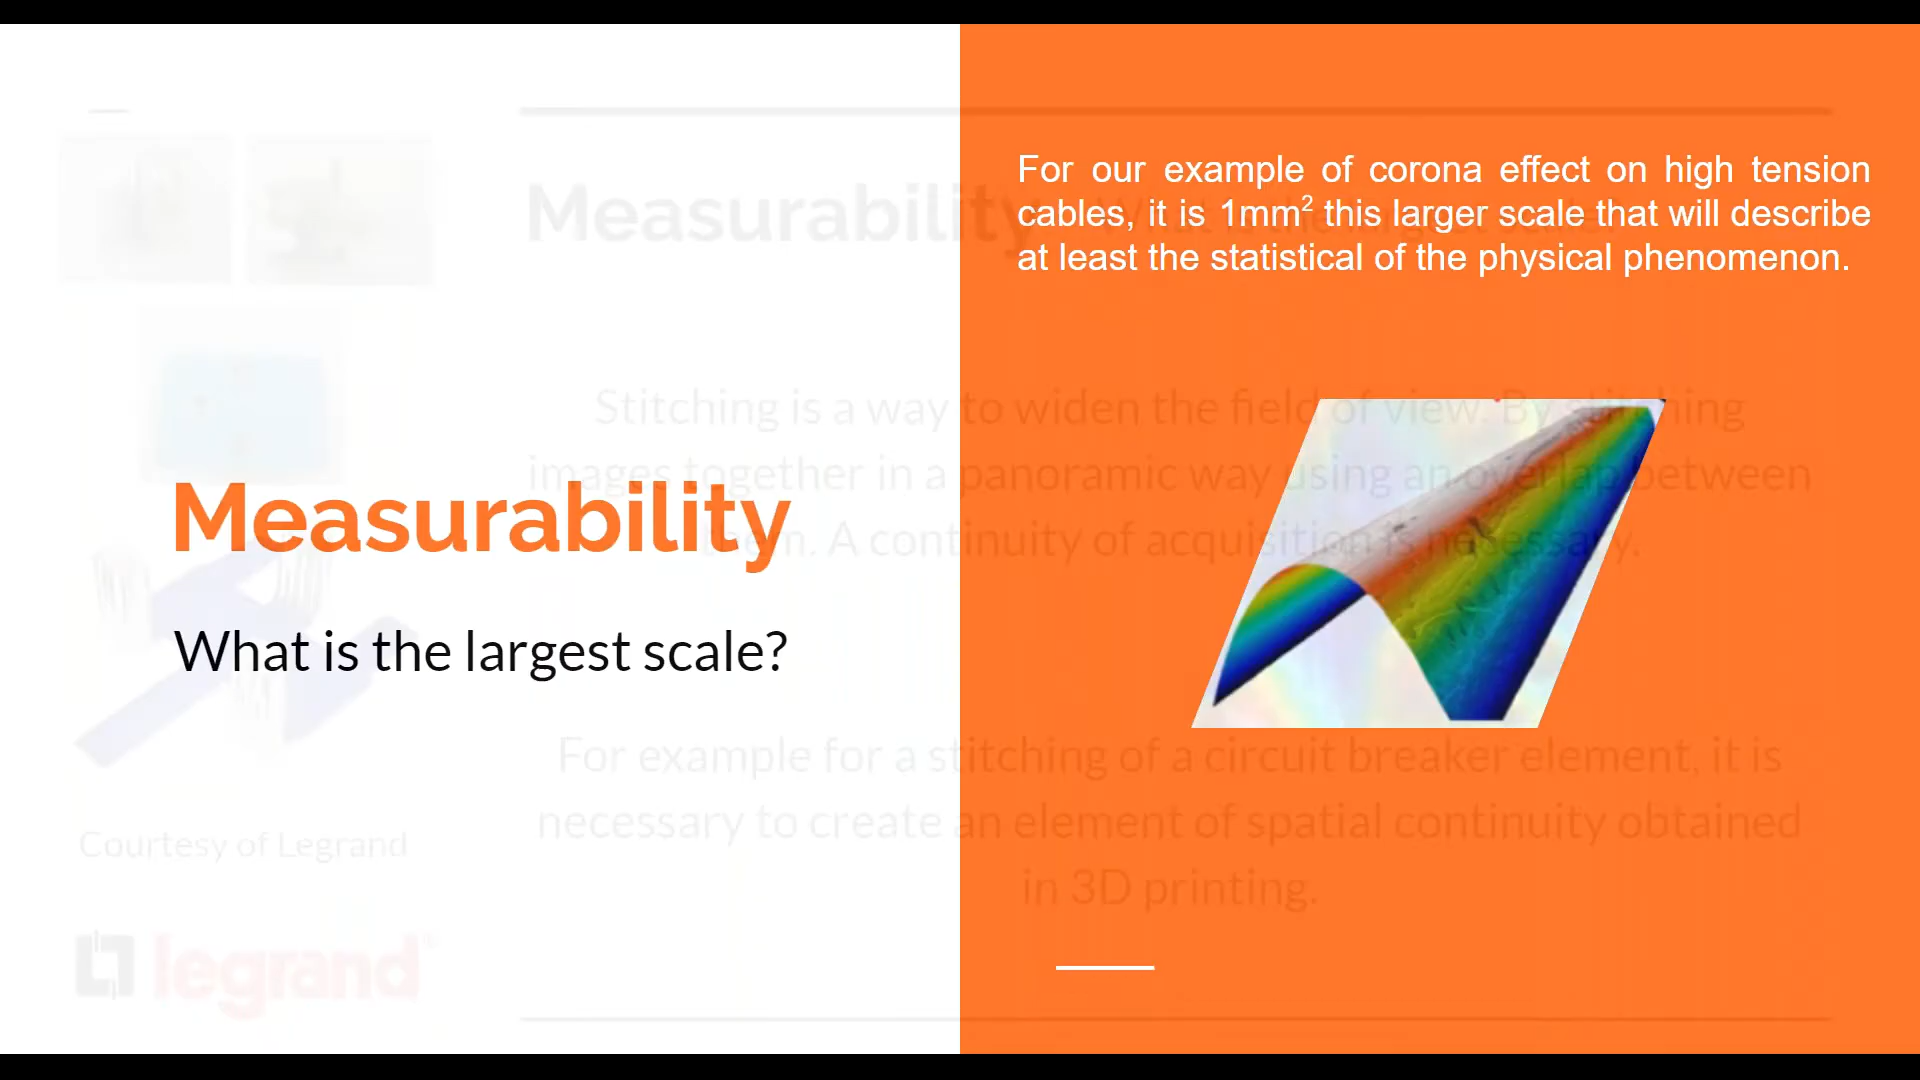 Measurability
What is the largest scale?
For our example of corona effect on high tension
cables, it is 1mm² this larger scale that will describe
at least the statistical of the physical phenomenon.
Measurability
Stitching is a way to widen the field of view. By stitching
images together in a panoramic way using an overlap between
them. A continuity of acquisition is necessary.
For example for a stitching of a circuit breaker element, it is
necessary to create an element of spatial continuity obtained
in 3D printing.
Courtesy of Legrand
legrand